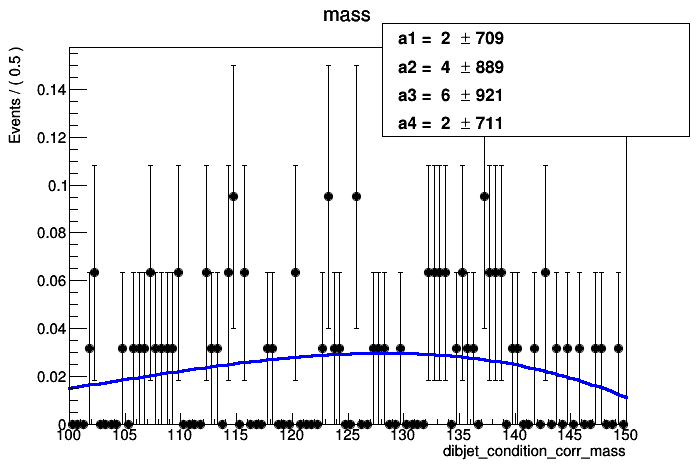 mass
a1 = 2 ± 709
a2 = 4 ± 889
a3 = 6 ± 921
a4 = 2 ± 711
Events / ( 0.5 )
0.14
0.12
0.1
0.08
0.06
0.04
0.02
0
100 105 110 115 120 125 130 135 140 145 150
dibjet_condition_corr_mass